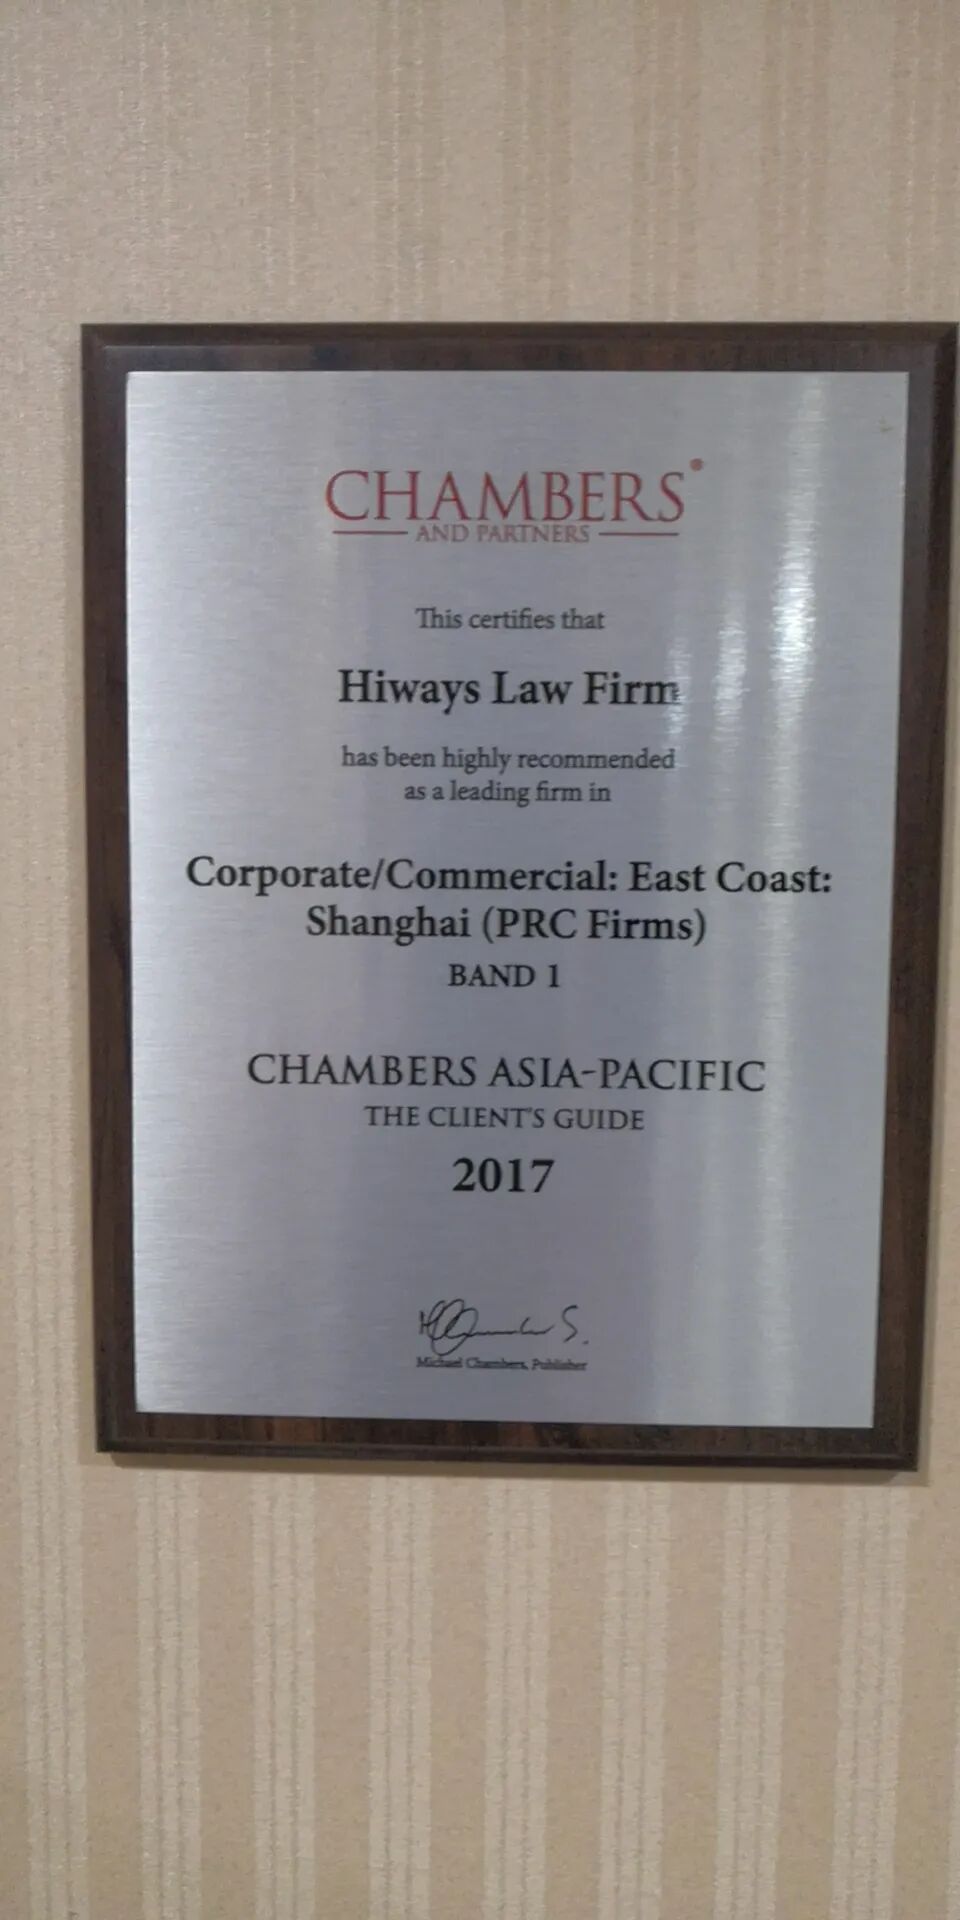 CHAMBERS®
AND PARTNERS
This certifies that
Hiways Law Firm
has been highly recommended
as a leading firm in
Corporate/Commercial: East Coast:
Shanghai (PRC Firms)
BAND 1
CHAMBERS ASIA-PACIFIC
THE CLIENT'S GUIDE
2017
Michael Chambers, Publisher